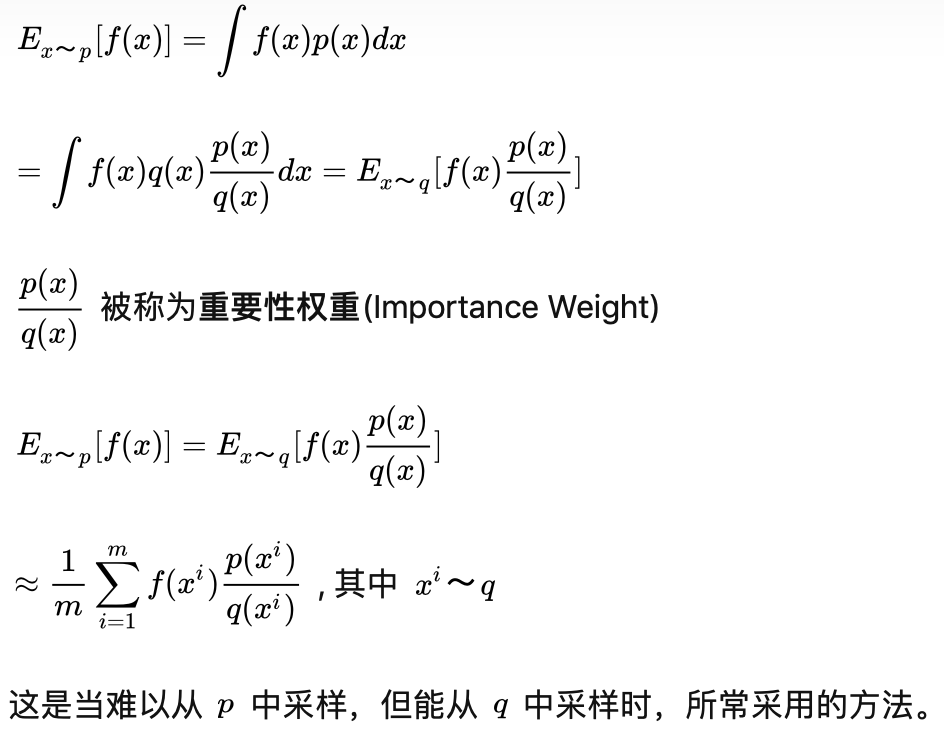 $E_{x\sim p}[f(x)] = \int f(x)p(x)dx$
$= \int f(x)q(x)\frac{p(x)}{q(x)}dx = E_{x\sim q}[f(x)\frac{p(x)}{q(x)}]$
$\frac{p(x)}{q(x)}$ 被称为重要性权重(Importance Weight)
$E_{x\sim p}[f(x)] = E_{x\sim q}[f(x)\frac{p(x)}{q(x)}]$
$\approx \frac{1}{m}\sum_{i=1}^{m} f(x^i)\frac{p(x^i)}{q(x^i)}$ ,其中 $x^i \sim q$
这是当难以从 $p$ 中采样，但能从 $q$ 中采样时，所常采用的方法。